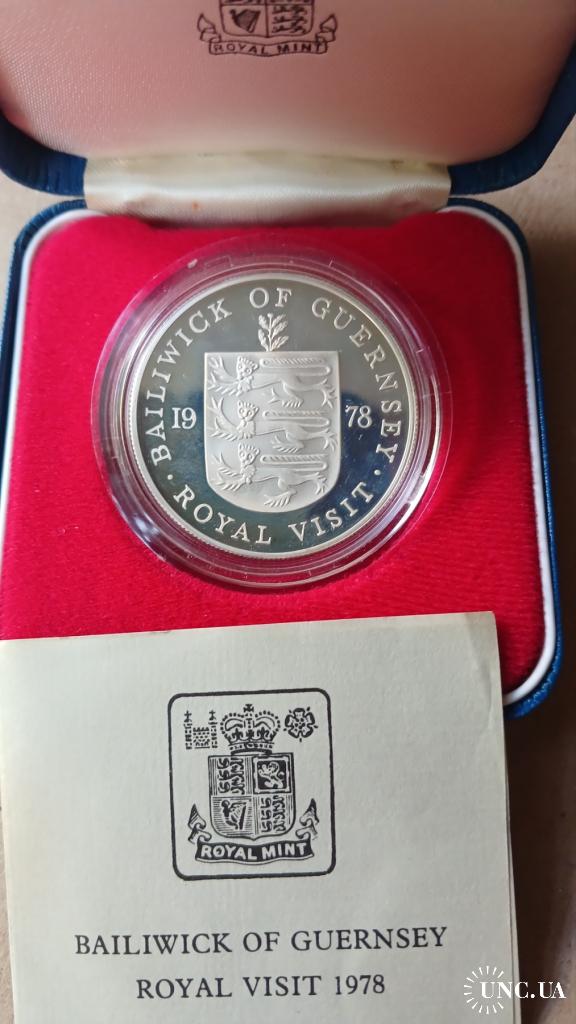 ROYAL MINT
BAILIWICK OF GUERNSEY
19 78
ROYAL VISIT
ROYAL MINT
BAILIWICK OF GUERNSEY
ROYAL VISIT 1978
UNC.UA